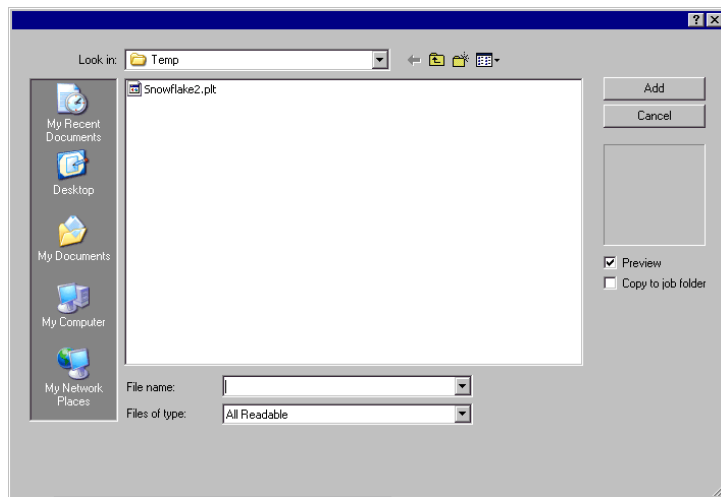 Look in: Temp
Snowflake2.plt
My Recent
Documents
Desktop
My Documents
My Computer
My Network
Places
Add
Cancel
Preview
Copy to job folder
File name:
Files of type: All Readable